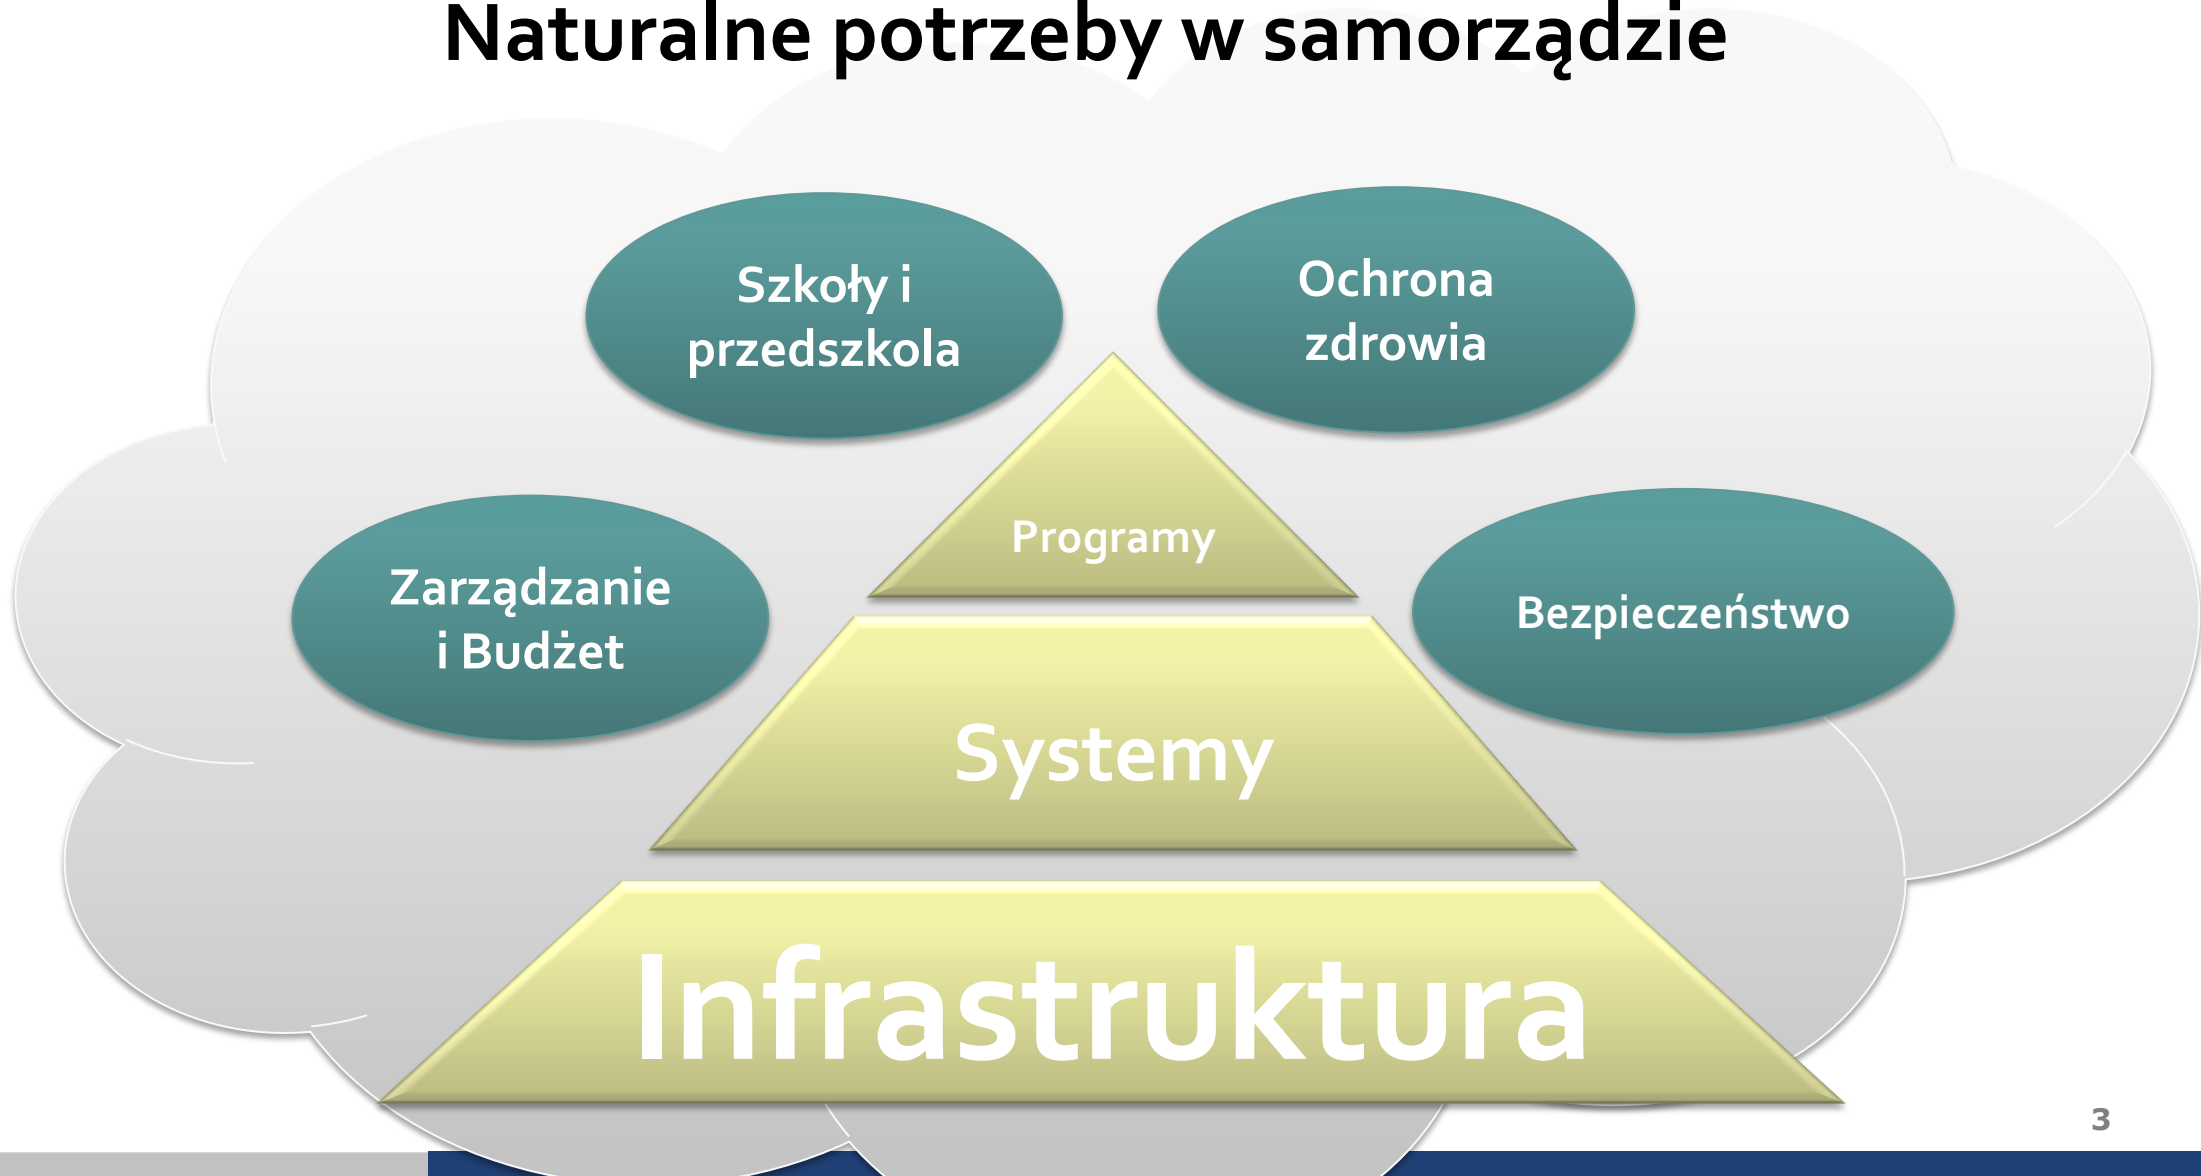 Naturalne potrzeby w samorządzie
Szkoły i
przedszkola
Ochrona
zdrowia
Programy
Zarządzanie
i Budżet
Bezpieczeństwo
Systemy
Infrastruktura
3